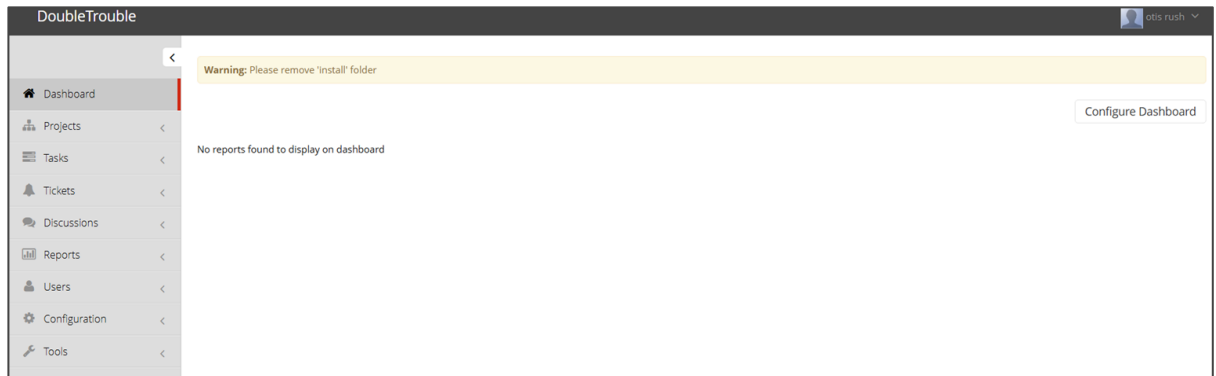 DoubleTrouble
otis rush
Warning: Please remove 'install' folder
Dashboard
Configure Dashboard
Projects
No reports found to display on dashboard
Tasks
Tickets
Discussions
Reports
Users
Configuration
Tools